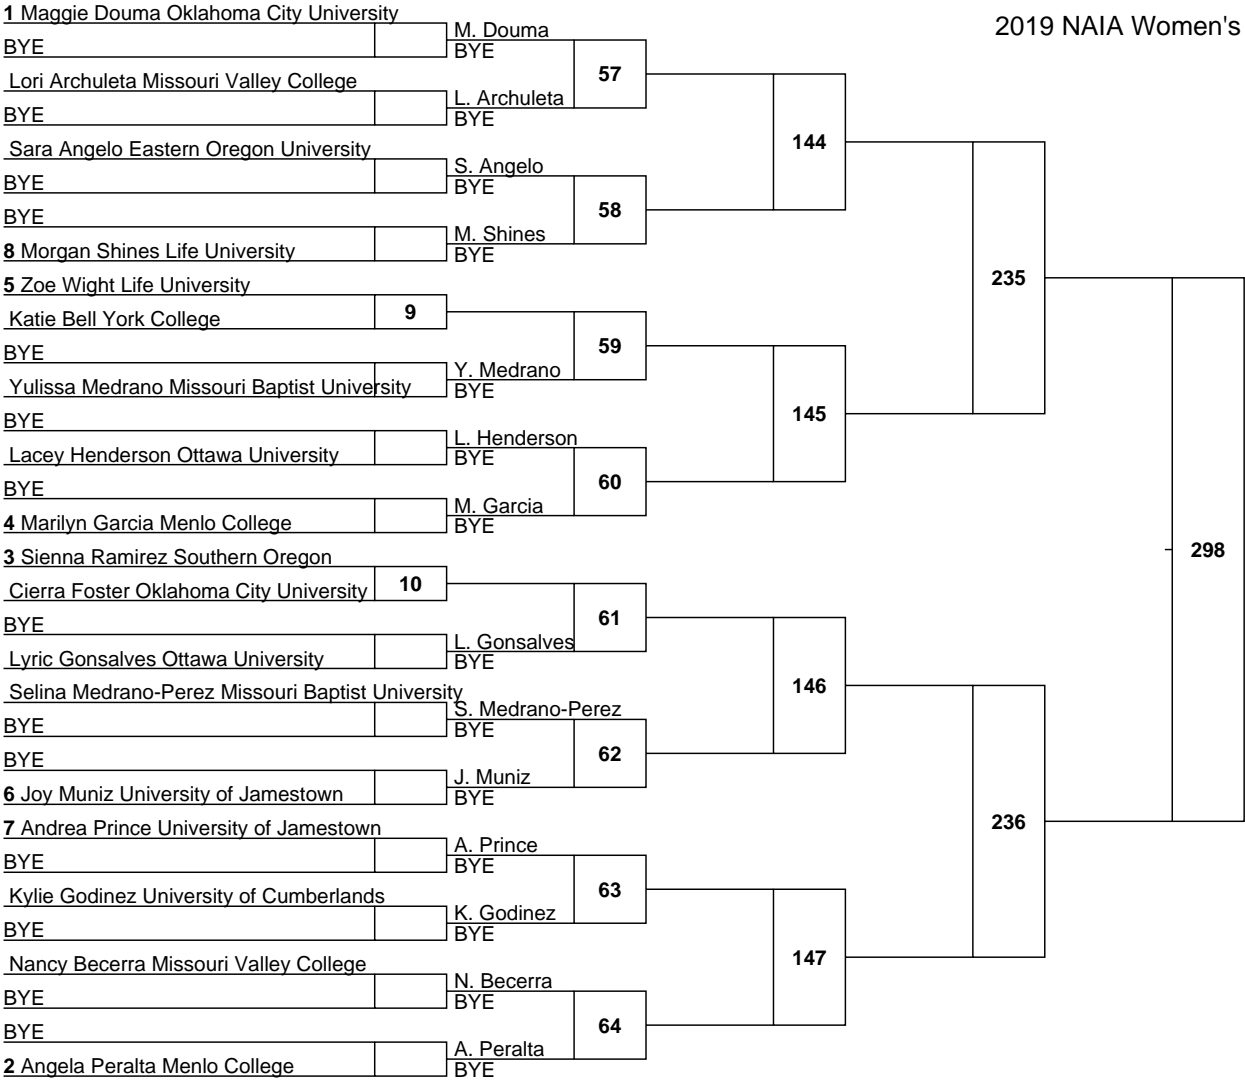 2019 NAIA Women's
1 Maggie Douma Oklahoma City University
BYE
Lori Archuleta Missouri Valley College
BYE
Sara Angelo Eastern Oregon University
BYE
BYE
8 Morgan Shines Life University
5 Zoe Wight Life University
Katie Bell York College
BYE
Yulissa Medrano Missouri Baptist University
BYE
Lacey Henderson Ottawa University
BYE
4 Marilyn Garcia Menlo College
3 Sienna Ramirez Southern Oregon
Cierra Foster Oklahoma City University
BYE
Lyric Gonsalves Ottawa University
Selina Medrano-Perez Missouri Baptist University
BYE
BYE
6 Joy Muniz University of Jamestown
7 Andrea Prince University of Jamestown
BYE
Kylie Godinez University of Cumberlands
BYE
Nancy Becerra Missouri Valley College
BYE
BYE
2 Angela Peralta Menlo College
9
10
M. Douma
BYE
L. Archuleta
BYE
S. Angelo
BYE
M. Shines
BYE
Y. Medrano
BYE
L. Henderson
BYE
M. Garcia
BYE
L. Gonsalves
BYE
S. Medrano-Perez
BYE
J. Muniz
BYE
A. Prince
BYE
K. Godinez
BYE
N. Becerra
BYE
A. Peralta
BYE
57
58
59
60
61
62
63
64
144
145
146
147
235
236
298